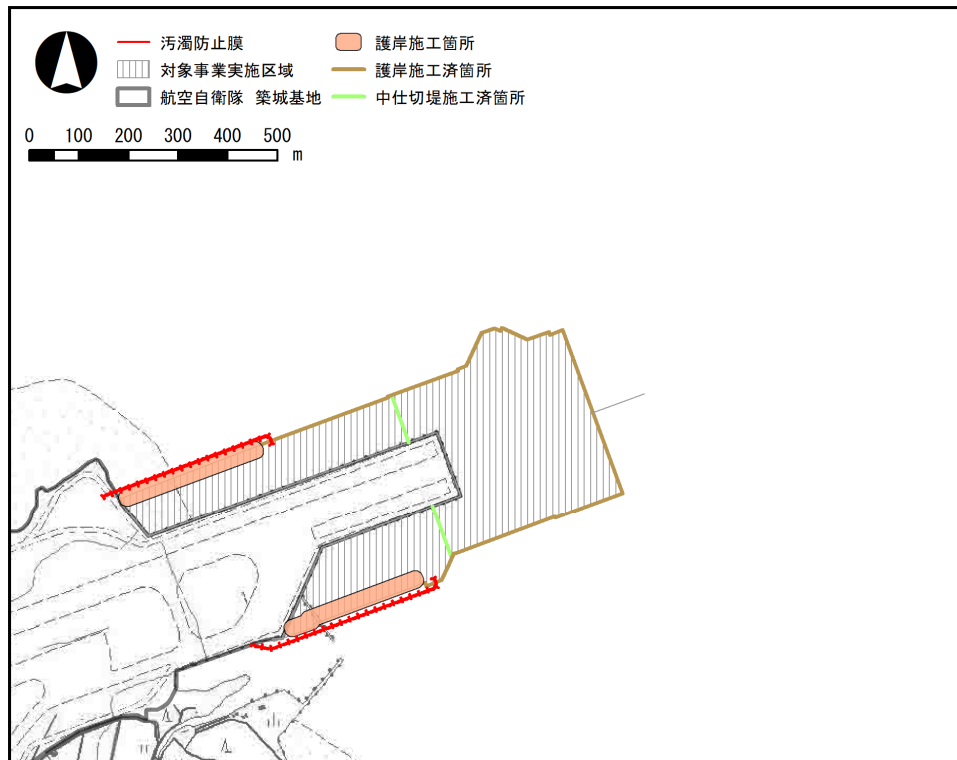 汚濁防止膜
護岸施工箇所
対象事業実施区域
護岸施工済箇所
航空自衛隊 築城基地
中仕切堤施工済箇所
0 100 200 300 400 500
m